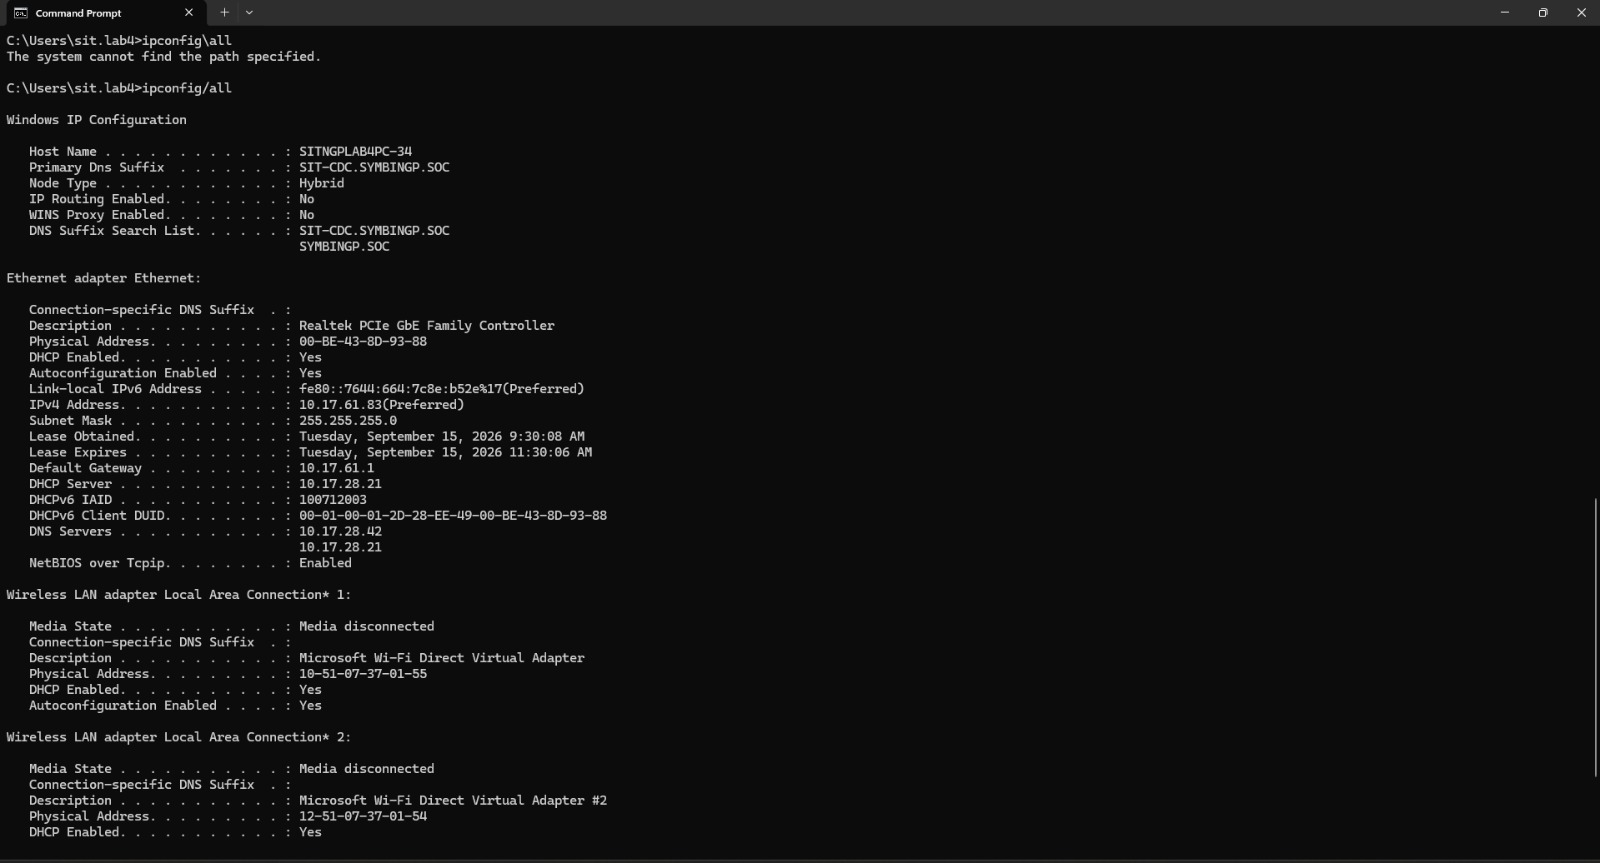 Command Prompt
C:\Users\sit.lab4>ipconfig\all
The system cannot find the path specified.
C:\Users\sit.lab4>ipconfig/all
Windows IP Configuration
   Host Name . . . . . . . . . . . . : SITNGPLAB4PC-34
   Primary Dns Suffix  . . . . . . . : SIT-CDC.SYMBINGP.SOC
   Node Type . . . . . . . . . . . . : Hybrid
   IP Routing Enabled. . . . . . . . : No
   WINS Proxy Enabled. . . . . . . . : No
   DNS Suffix Search List. . . . . . : SIT-CDC.SYMBINGP.SOC
                                       SYMBINGP.SOC
Ethernet adapter Ethernet:
   Connection-specific DNS Suffix  . :
   Description . . . . . . . . . . . : Realtek PCIe GbE Family Controller
   Physical Address. . . . . . . . . : 00-BE-43-8D-93-88
   DHCP Enabled. . . . . . . . . . . : Yes
   Autoconfiguration Enabled . . . . : Yes
   Link-local IPv6 Address . . . . . : fe80::7644:664:7c8e:b52e%17(Preferred)
   IPv4 Address. . . . . . . . . . . : 10.17.61.83(Preferred)
   Subnet Mask . . . . . . . . . . . : 255.255.255.0
   Lease Obtained. . . . . . . . . . : Tuesday, September 15, 2026 9:30:08 AM
   Lease Expires . . . . . . . . . . : Tuesday, September 15, 2026 11:30:06 AM
   Default Gateway . . . . . . . . . : 10.17.61.1
   DHCP Server . . . . . . . . . . . : 10.17.28.21
   DHCPv6 IAID . . . . . . . . . . . : 100712003
   DHCPv6 Client DUID. . . . . . . . : 00-01-00-01-2D-28-EE-49-00-BE-43-8D-93-88
   DNS Servers . . . . . . . . . . . : 10.17.28.42
                                       10.17.28.21
   NetBIOS over Tcpip. . . . . . . . : Enabled
Wireless LAN adapter Local Area Connection* 1:
   Media State . . . . . . . . . . . : Media disconnected
   Connection-specific DNS Suffix  . :
   Description . . . . . . . . . . . : Microsoft Wi-Fi Direct Virtual Adapter
   Physical Address. . . . . . . . . : 10-51-07-37-01-55
   DHCP Enabled. . . . . . . . . . . : Yes
   Autoconfiguration Enabled . . . . : Yes
Wireless LAN adapter Local Area Connection* 2:
   Media State . . . . . . . . . . . : Media disconnected
   Connection-specific DNS Suffix  . :
   Description . . . . . . . . . . . : Microsoft Wi-Fi Direct Virtual Adapter #2
   Physical Address. . . . . . . . . : 12-51-07-37-01-54
   DHCP Enabled. . . . . . . . . . . : Yes